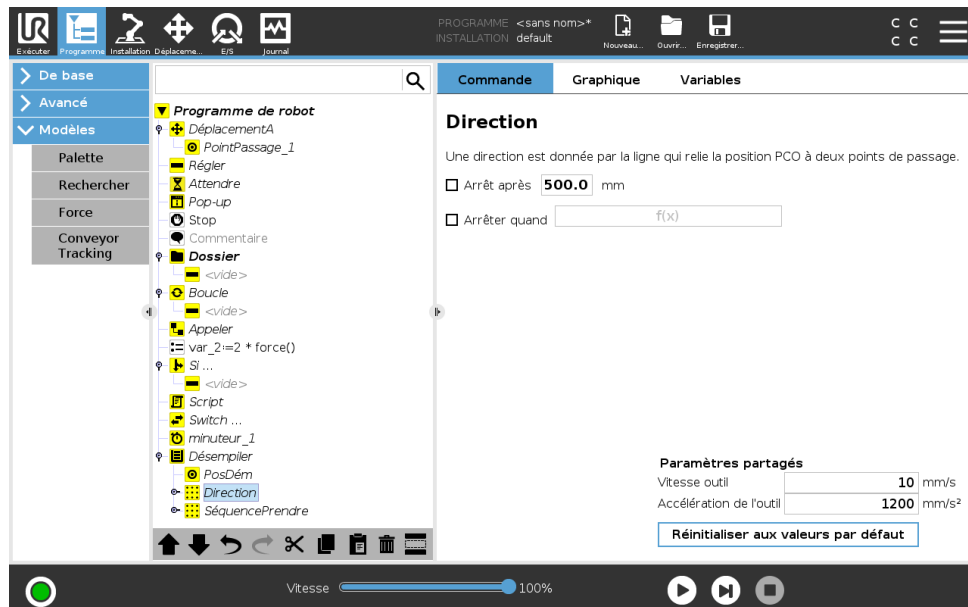 UR
Exécuter
Programme
Installation
Déplaceme...
E/S
Journal
PROGRAMME <sans nom>*
INSTALLATION default
Nouveau...
Ouvrir...
Enregistrer...
C C
C C
De base
Avancé
Modèles
Palette
Rechercher
Force
Conveyor
Tracking
Programme de robot
DéplacementA
PointPassage_1
Régler
Attendre
Pop-up
Stop
Commentaire
Dossier
<vide>
Boucle
<vide>
Appeler
var_2:=2 * force()
Si ...
<vide>
Script
Switch ...
minuteur_1
Désempiler
PosDém
Direction
SéquencePrendre
Commande
Graphique
Variables
Direction
Une direction est donnée par la ligne qui relie la position PCO à deux points de passage.
Arrêt après 500.0 mm
Arrêter quand f(x)
Paramètres partagés
Vitesse outil 10 mm/s
Accélération de l'outil 1200 mm/s²
Réinitialiser aux valeurs par défaut
Vitesse 100%